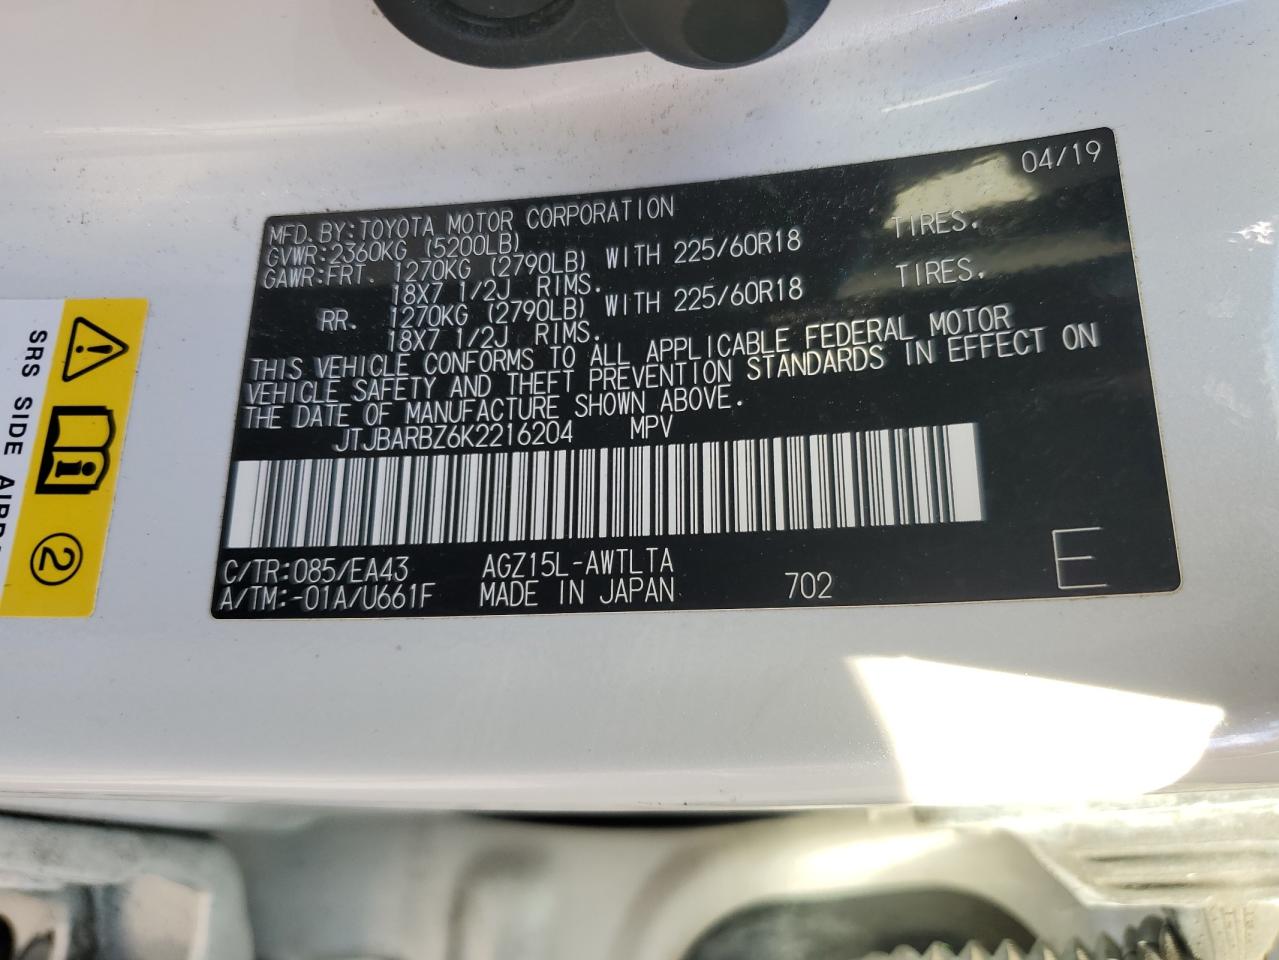 04/19
MFD. BY:TOYOTA MOTOR CORPORATION
GVWR:2360KG (5200LB)
GAWR:FRT. 1270KG (2790LB) WITH 225/60R18 TIRES.
18X7 1/2J RIMS.
RR. 1270KG (2790LB) WITH 225/60R18 TIRES.
18X7 1/2J RIMS.
THIS VEHICLE CONFORMS TO ALL APPLICABLE FEDERAL MOTOR
VEHICLE SAFETY AND THEFT PREVENTION STANDARDS IN EFFECT ON
THE DATE OF MANUFACTURE SHOWN ABOVE.
JTJBARBZ6K2216204 MPV
C/TR:085/EA43 AGZ15L-AWTLTA
A/TM:-01A/U661F MADE IN JAPAN 702 E
SRS SIDE
i
2